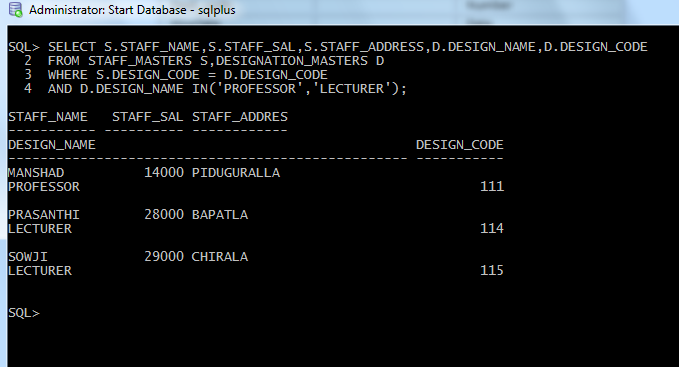 Number
Administrator: Start Database - sqlplus
SQL> SELECT S.STAFF_NAME,S.STAFF_SAL,S.STAFF_ADDRESS,D.DESIGN_NAME,D.DESIGN_CODE
2 FROM STAFF_MASTERS S,DESIGNATION_MASTERS D
3 WHERE S.DESIGN_CODE = D.DESIGN_CODE
4 AND D.DESIGN_NAME IN('PROFESSOR','LECTURER');
STAFF_NAME STAFF_SAL STAFF_ADDRES
----------- ---------- ------------
DESIGN_NAME DESIGN_CODE
-------------------------------------------------- -----------
MANSHAD 14000 PIDUGURALLA
PROFESSOR 111
PRASANTHI 28000 BAPATLA
LECTURER 114
SOWJI 29000 CHIRALA
LECTURER 115
SQL>